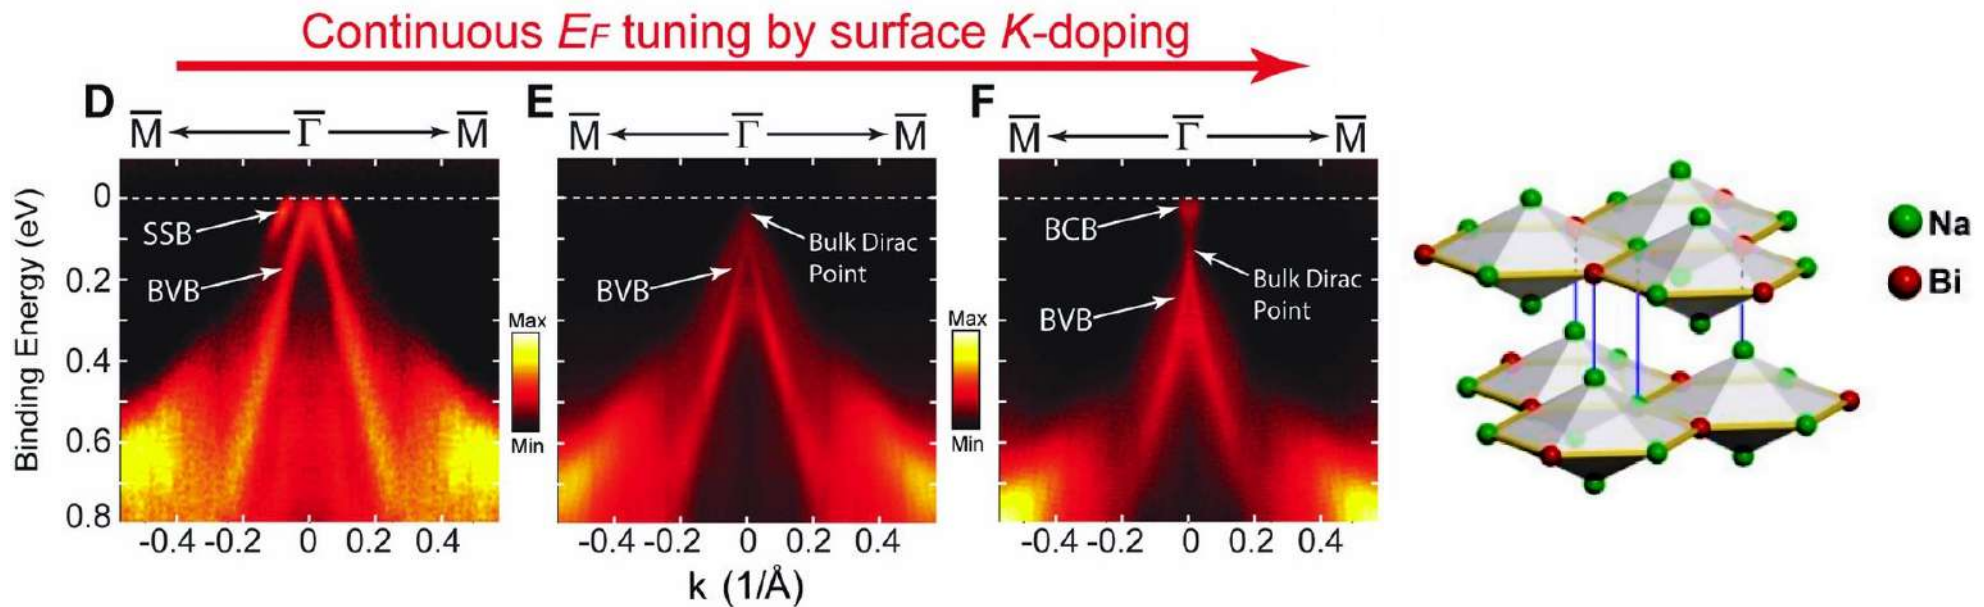 Continuous EF tuning by surface K-doping
D
M̅ Γ̅ M̅
E
M̅ Γ̅ M̅
F
M̅ Γ̅ M̅
Binding Energy (eV)
0
0.2
0.4
0.6
0.8
SSB
BVB
Max
Min
BVB
Bulk Dirac
Point
Max
Min
BCB
BVB
Bulk Dirac
Point
-0.4 -0.2 0 0.2 0.4
-0.4 -0.2 0 0.2 0.4
-0.4 -0.2 0 0.2 0.4
k (1/Å)
Na
Bi